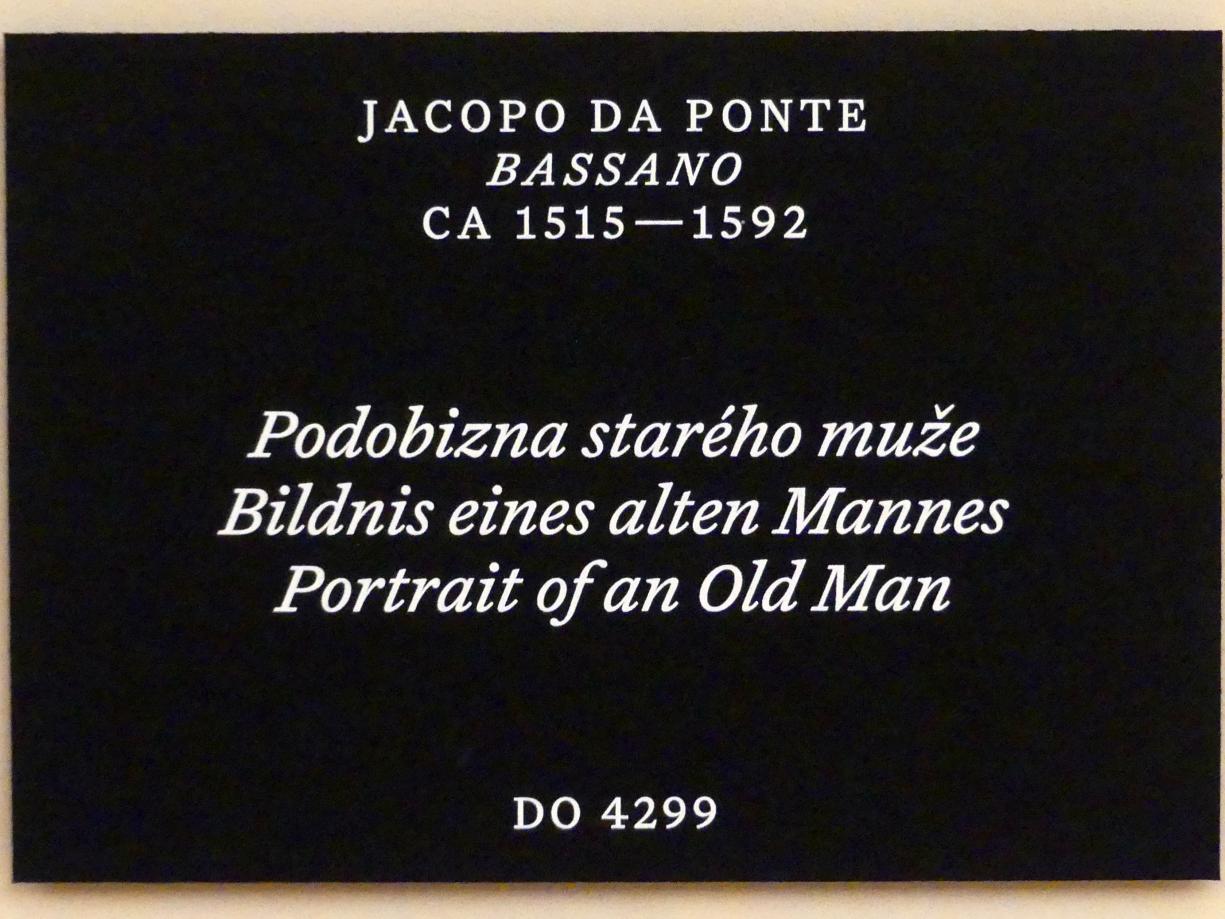 JACOPO DA PONTE
BASSANO
CA 1515—1592
Podobizna starého muže
Bildnis eines alten Mannes
Portrait of an Old Man
DO 4299